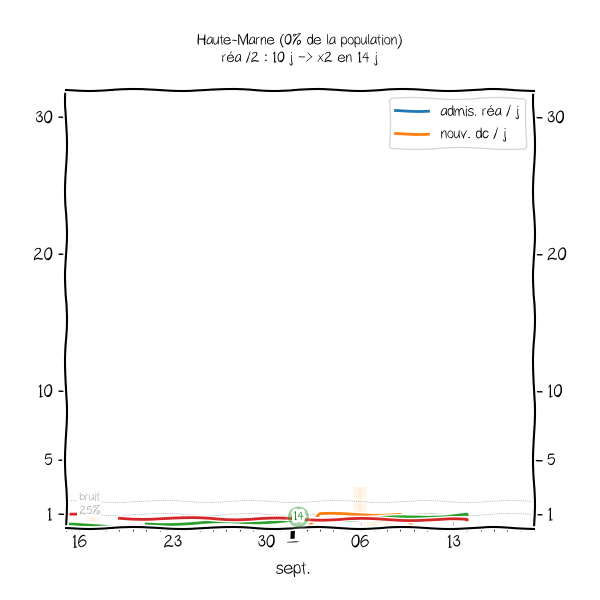 Haute-Marne (0% de la population)
réa /2 : 10 j -> x2 en 14 j
admis. réa / j
nouv. dc / j
30
30
20
20
10
10
5
5
bruit
25%
1
14
1
16
23
30
06
13
sept.